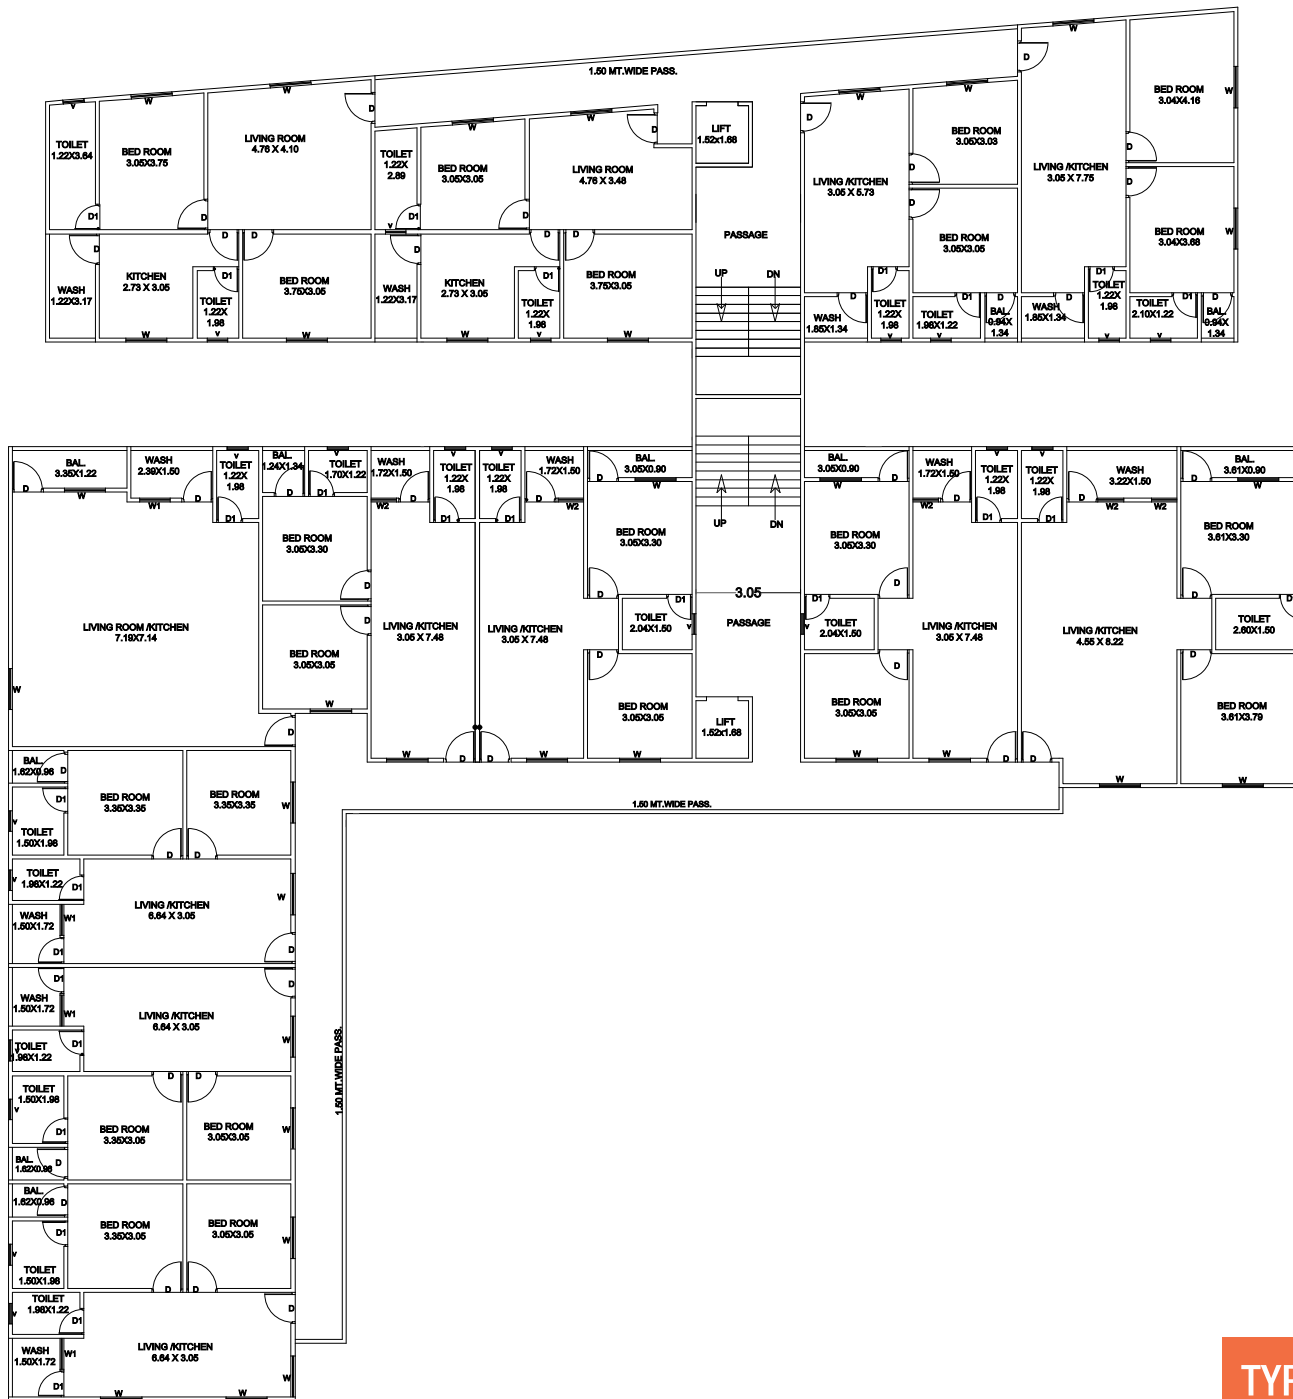 1.50 MT.WIDE PASS.
TOILET
1.22X3.64
BED ROOM
3.05X3.75
LIVING ROOM
4.76 X 4.10
TOILET
1.22X
2.89
BED ROOM
3.05X3.05
LIVING ROOM
4.76 X 3.48
LIFT
1.52x1.68
LIVING /KITCHEN
3.05 X 5.73
BED ROOM
3.05X3.03
LIVING /KITCHEN
3.05 X 7.75
BED ROOM
3.04X4.16
BED ROOM
3.05X3.05
BED ROOM
3.04X3.68
PASSAGE
UP
DN
WASH
1.22X3.17
KITCHEN
2.73 X 3.05
TOILET
1.22X
1.98
BED ROOM
3.75X3.05
WASH
1.22X3.17
KITCHEN
2.73 X 3.05
TOILET
1.22X
1.98
BED ROOM
3.75X3.05
WASH
1.85X1.34
TOILET
1.22X
1.98
TOILET
1.98X1.22
BAL.
0.94X
1.34
WASH
1.85X1.34
TOILET
1.22X
1.98
TOILET
2.10X1.22
BAL.
0.94X
1.34
BAL.
3.35X1.22
WASH
2.39X1.50
TOILET
1.22X
1.98
BAL.
1.24X1.34
TOILET
1.70X1.22
WASH
1.72X1.50
TOILET
1.22X
1.98
TOILET
1.22X
1.98
WASH
1.72X1.50
BAL.
3.05X0.90
BAL.
3.05X0.90
WASH
1.72X1.50
TOILET
1.22X
1.98
TOILET
1.22X
1.98
WASH
3.22X1.50
BAL.
3.61X0.90
UP
DN
BED ROOM
3.05X3.30
BED ROOM
3.05X3.30
BED ROOM
3.05X3.30
BED ROOM
3.61X3.30
3.05
PASSAGE
LIVING ROOM /KITCHEN
7.19X7.14
BED ROOM
3.05X3.05
LIVING /KITCHEN
3.05 X 7.48
LIVING /KITCHEN
3.05 X 7.48
TOILET
2.04X1.50
TOILET
2.04X1.50
LIVING /KITCHEN
3.05 X 7.48
LIVING /KITCHEN
4.55 X 8.22
TOILET
2.60X1.50
BED ROOM
3.05X3.05
LIFT
1.52x1.68
BED ROOM
3.05X3.05
BED ROOM
3.61X3.79
1.50 MT.WIDE PASS.
BAL.
1.62X0.96
BED ROOM
3.35X3.35
BED ROOM
3.35X3.35
TOILET
1.50X1.98
TOILET
1.98X1.22
WASH
1.50X1.72
LIVING /KITCHEN
6.64 X 3.05
WASH
1.50X1.72
LIVING /KITCHEN
6.64 X 3.05
TOILET
1.98X1.22
1.50 MT.WIDE PASS.
TOILET
1.50X1.98
BED ROOM
3.35X3.05
BED ROOM
3.05X3.05
BAL.
1.62X0.96
BAL.
1.62X0.96
BED ROOM
3.35X3.05
BED ROOM
3.05X3.05
TOILET
1.50X1.98
TOILET
1.98X1.22
WASH
1.50X1.72
LIVING /KITCHEN
6.64 X 3.05